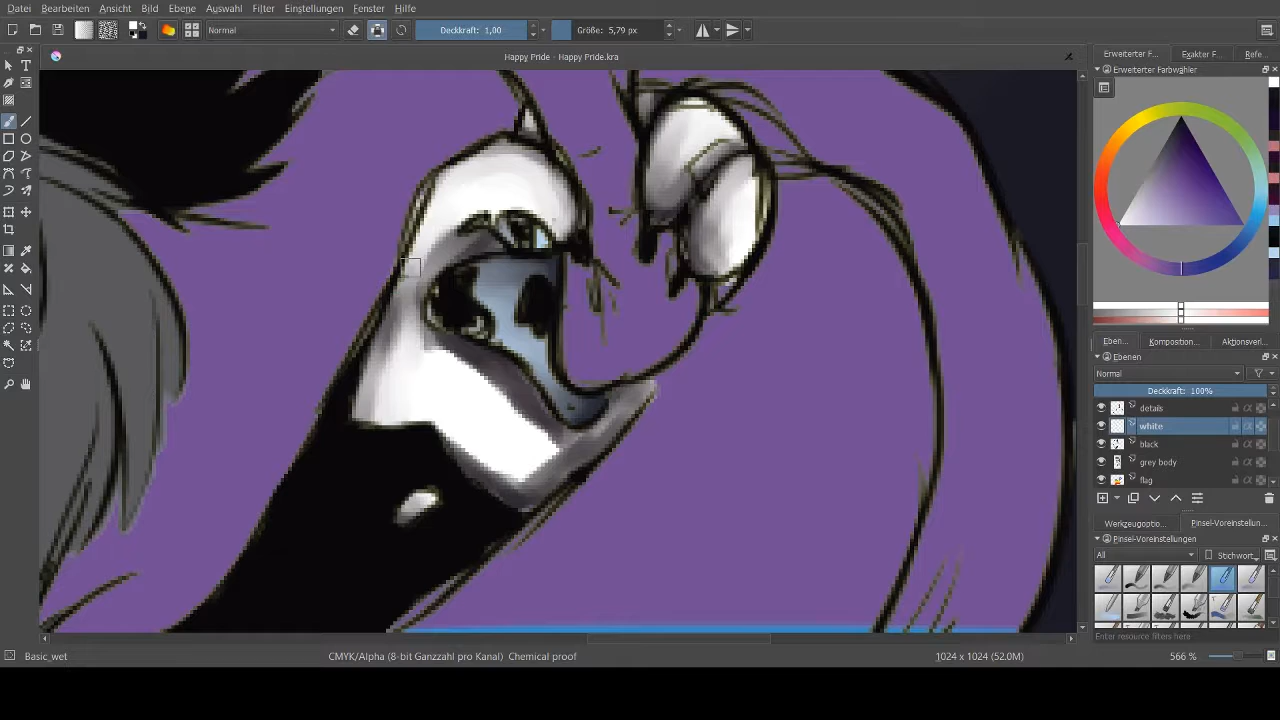 Datei Bearbeiten Ansicht Bild Ebene Auswahl Filter Einstellungen Fenster Hilfe
Normal Deckkraft: 1,00 Größe: 5,79 px
Happy Pride - Happy Pride.kra
Erweiterter F... Exakter F... Refe...
Erweiterter Farbwähler
Eben... Komposition... Aktionsverl...
Ebenen
Normal
Deckkraft: 100%
details
white
black
grey body
flag
Werkzeugoptio... Pinsel-Voreinstellun...
Pinsel-Voreinstellungen
All Stichwort
Enter resource filters here
Basic_wet CMYK/Alpha (8-bit Ganzzahl pro Kanal) Chemical proof 1024 x 1024 (52.0M) 566 %